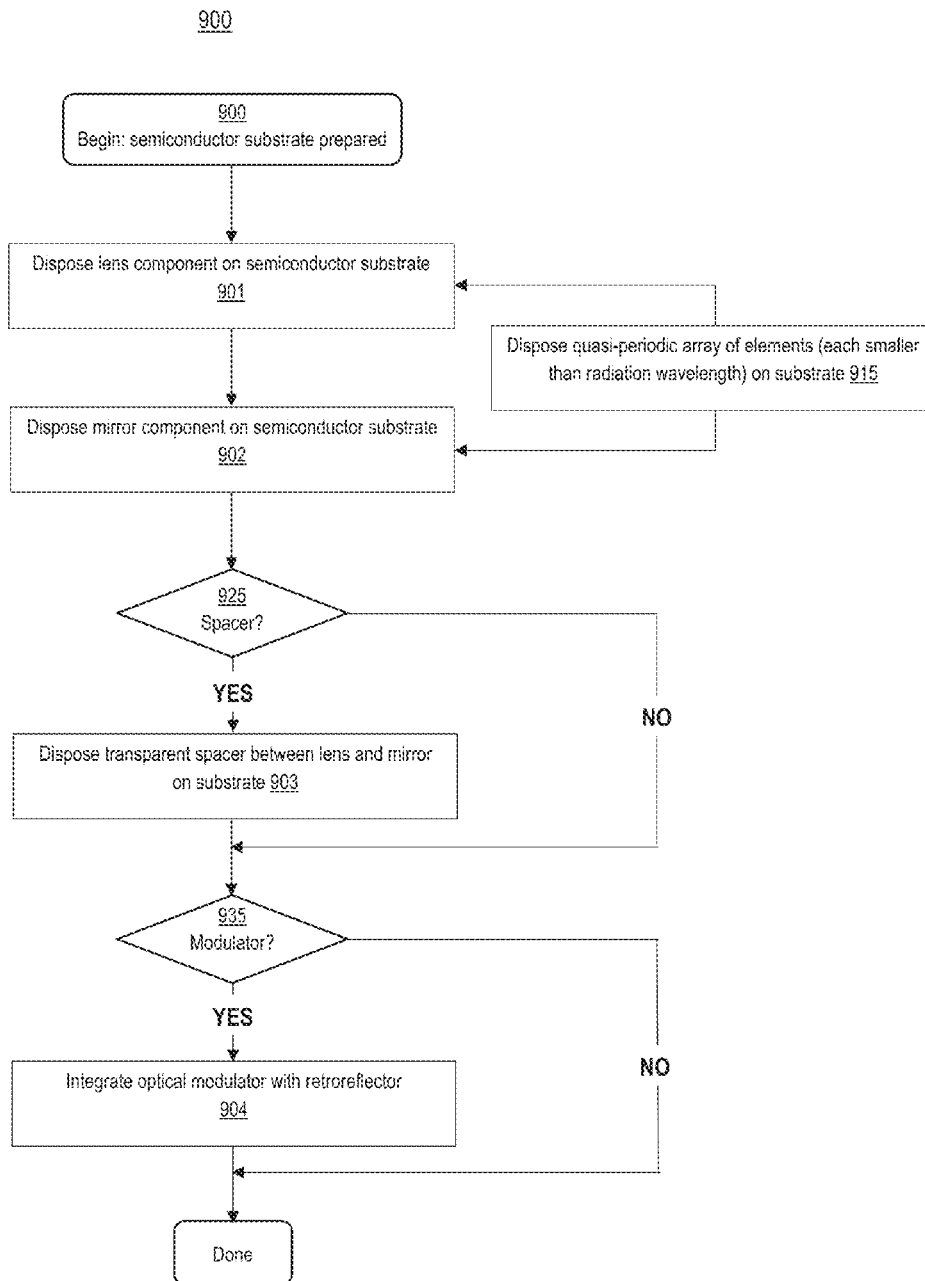 900
900
Begin: semiconductor substrate prepared
Dispose lens component on semiconductor substrate
901
Dispose quasi-periodic array of elements (each smaller
than radiation wavelength) on substrate 915
Dispose mirror component on semiconductor substrate
902
925
Spacer?
YES
NO
Dispose transparent spacer between lens and mirror
on substrate 903
935
Modulator?
YES
NO
Integrate optical modulator with retroreflector
904
Done